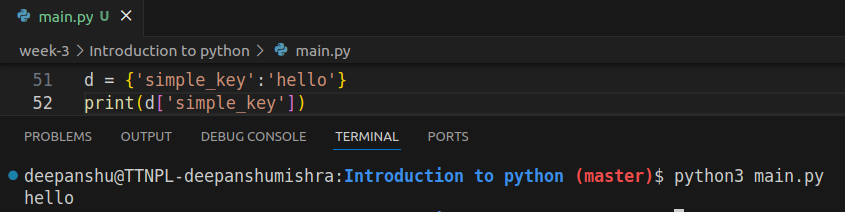 main.py U
week-3 > Introduction to python > main.py
51 d = {'simple_key':'hello'}
52 print(d['simple_key'])
PROBLEMS OUTPUT DEBUG CONSOLE TERMINAL PORTS
deepanshu@TTNPL-deepanshumishra:Introduction to python (master)$ python3 main.py
hello